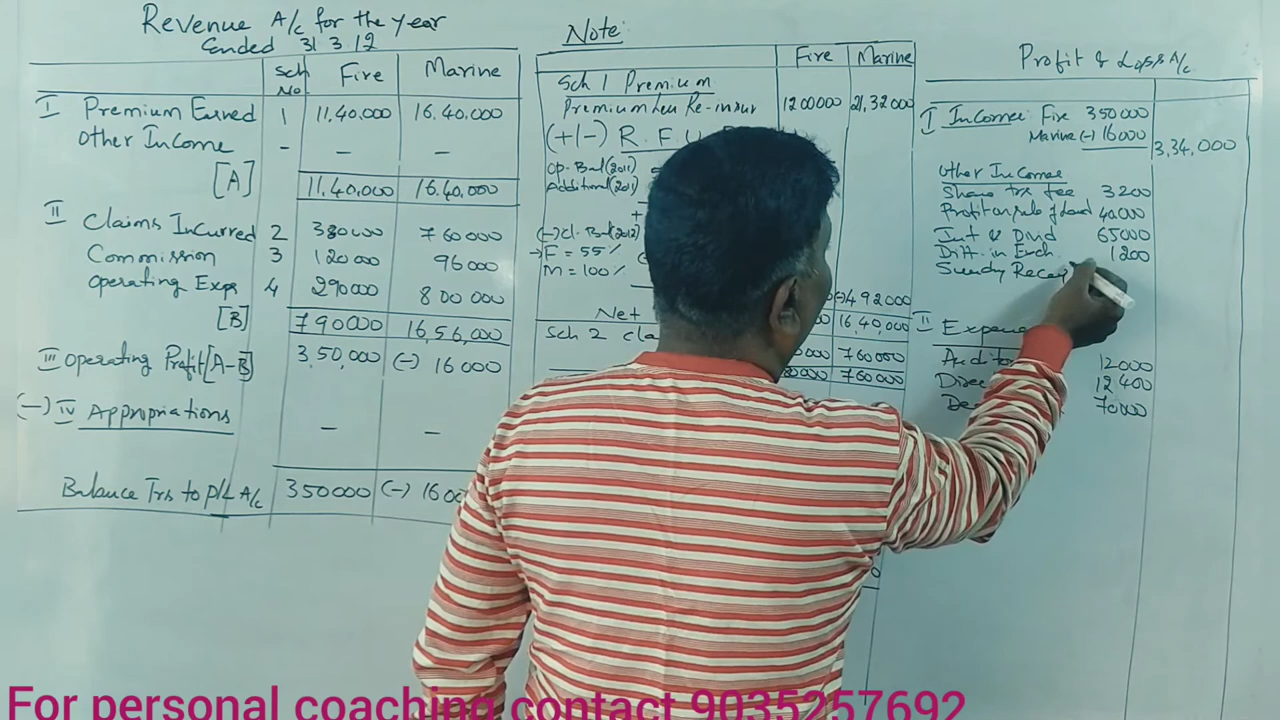 Revenue A/c for the year
Ended 31 3 12
Sch No Fire Marine
I Premium Earned 1 11,40,000 16,40,000
Other Income - - -
[A] 11,40,000 16,40,000
II Claims Incurred 2 380000 760000
Commission 3 120000 96000
Operating Exps 4 290000 800000
[B] 790000 16,56,000
III Operating Profit [A-B] 3,50,000 (-) 16000
(-) IV Appropriations - -
Balance Trs to P/L A/c 350000 (-)
Note:
Fire Marine
Sch 1 Premium
Premium Less Re-insur 1200000 21,32000
(+/-) R. F. U.
Op. Bal (2011)
Additional (2011)
+
(-) Cl. Bal (2012)
→ F = 55%
M = 100%
(-) 492000
Net 16,40,000
Sch 2 760000
760000
Profit & Loss A/c
I Income: Fire 350000
Marine (-) 16000 3,34,000
Other Income
Share trs fee 3200
Profit on sale of Land 40000
Int & Divid 65000
Diff. in Exch. 1200
Sundry
II
12000
12400
70000
For personal coaching contact 9035257692